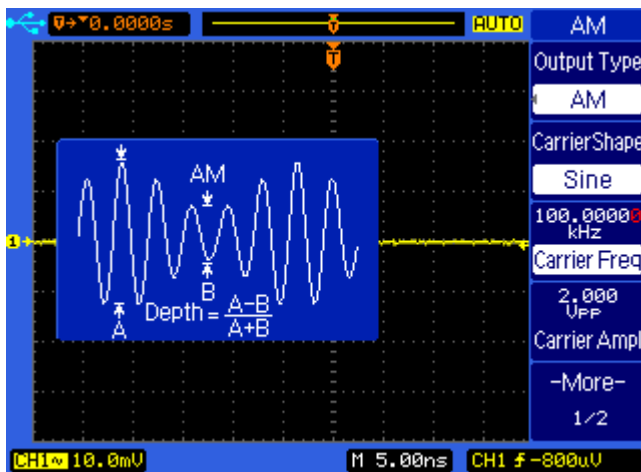 T→▼0.0000s
T
AUTO
AM
T
Output Type
AM
CarrierShape
Sine
100.00000
kHz
Carrier Freq
2.000
VPP
Carrier Ampl
-More-
1/2
1
AM
B
A
Depth = A-B
A+B
CH1~ 10.0mV
M 5.00ns
CH1 ƒ-800uV